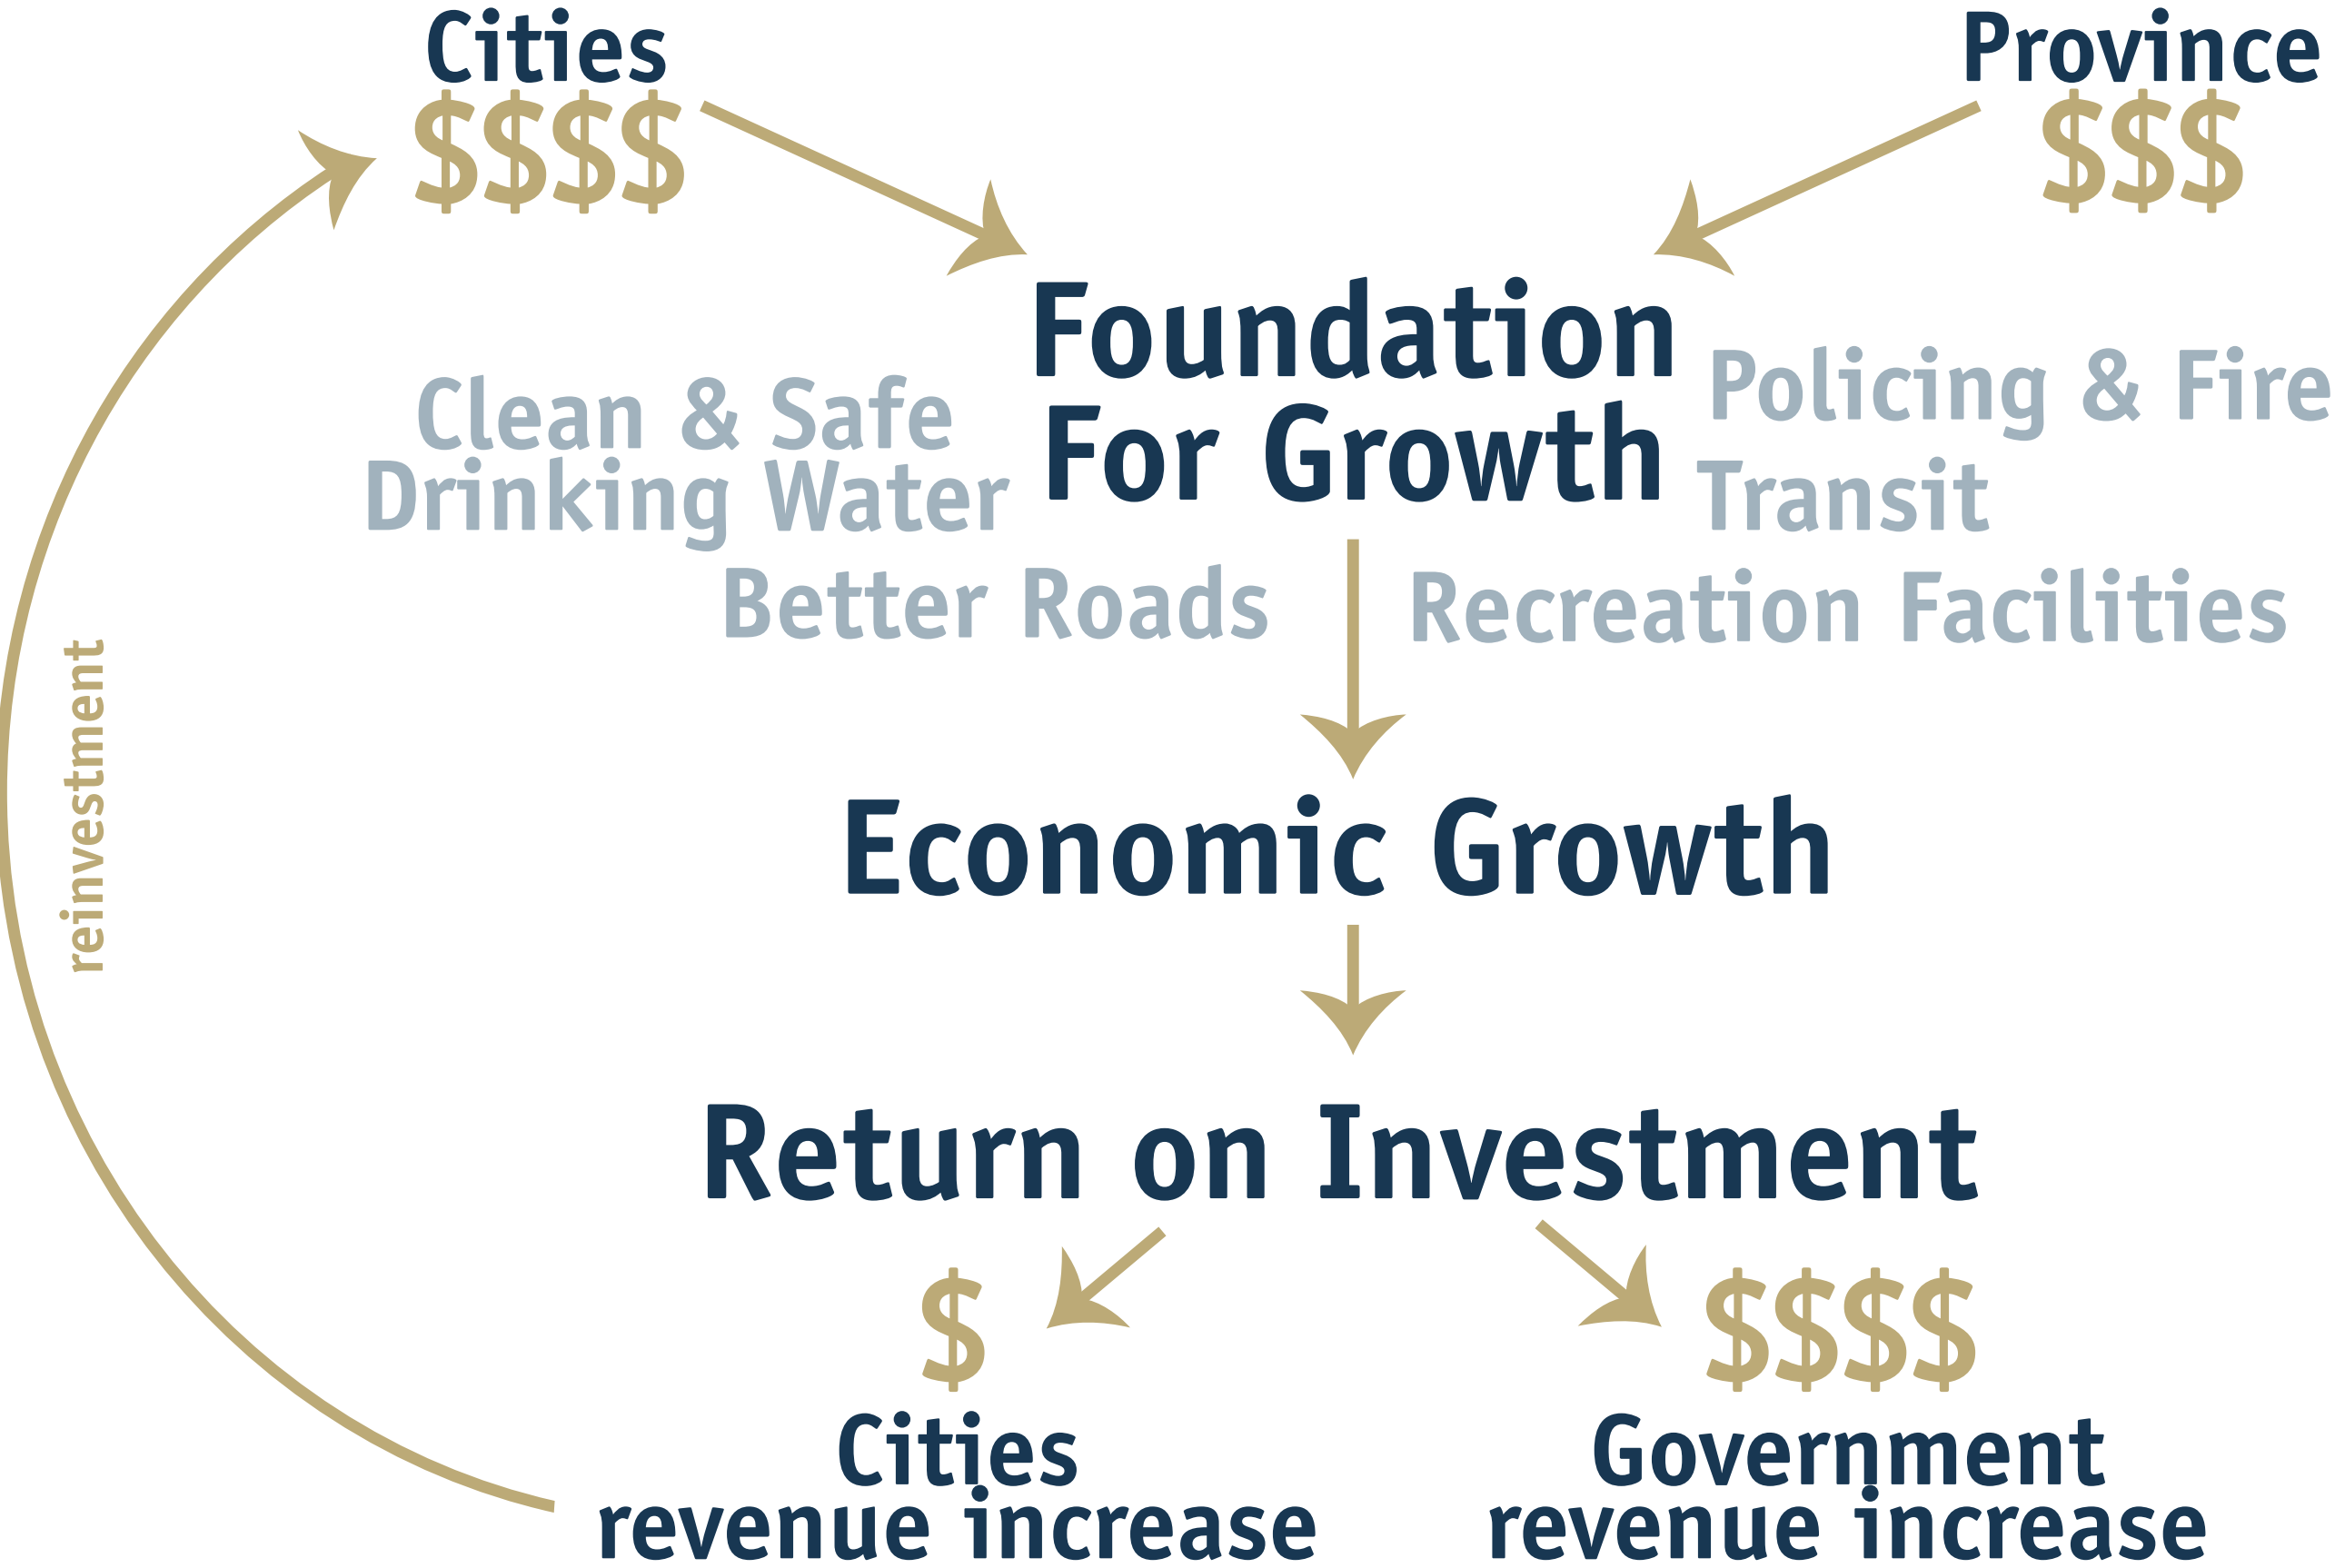 Cities
Province
$$$$
$$$
Foundation
For Growth
Clean & Safe
Drinking Water
Better Roads
Policing & Fire
Transit
Recreation Facilities
reinvestment
Economic Growth
Return on Investment
$
$$$$
Cities
revenue increase
Government
revenue increase